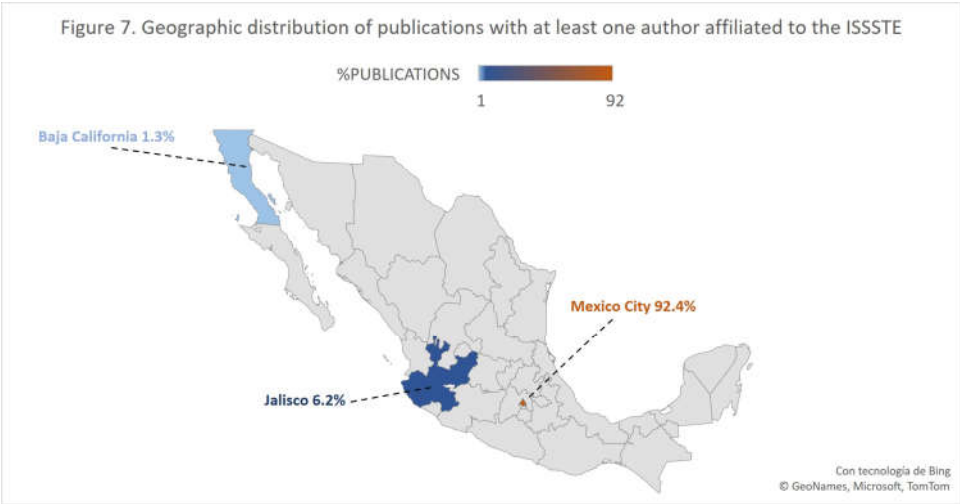 Figure 7. Geographic distribution of publications with at least one author affiliated to the ISSSTE
%PUBLICATIONS
1 92
Baja California 1.3%
Mexico City 92.4%
Jalisco 6.2%
Con tecnología de Bing
© GeoNames, Microsoft, TomTom